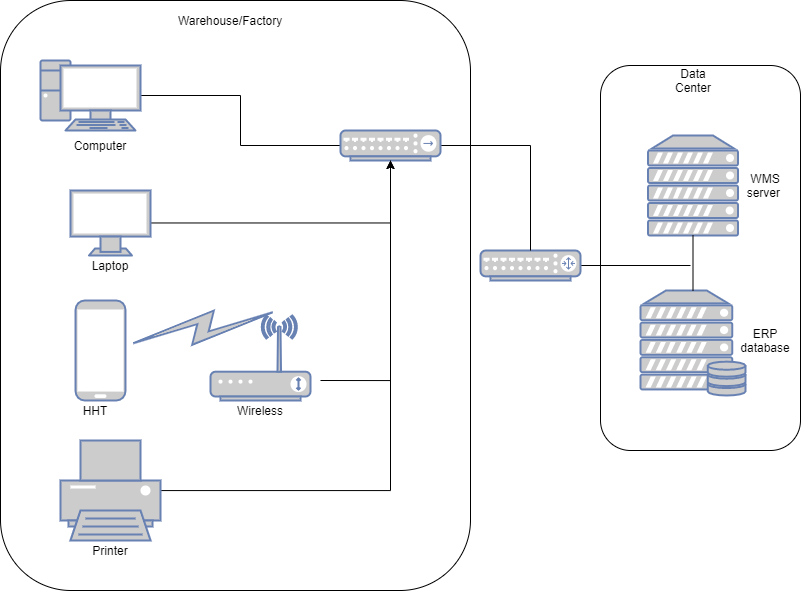 Warehouse/Factory
Computer
Laptop
HHT
Wireless
Printer
Data
Center
WMS
server
ERP
database